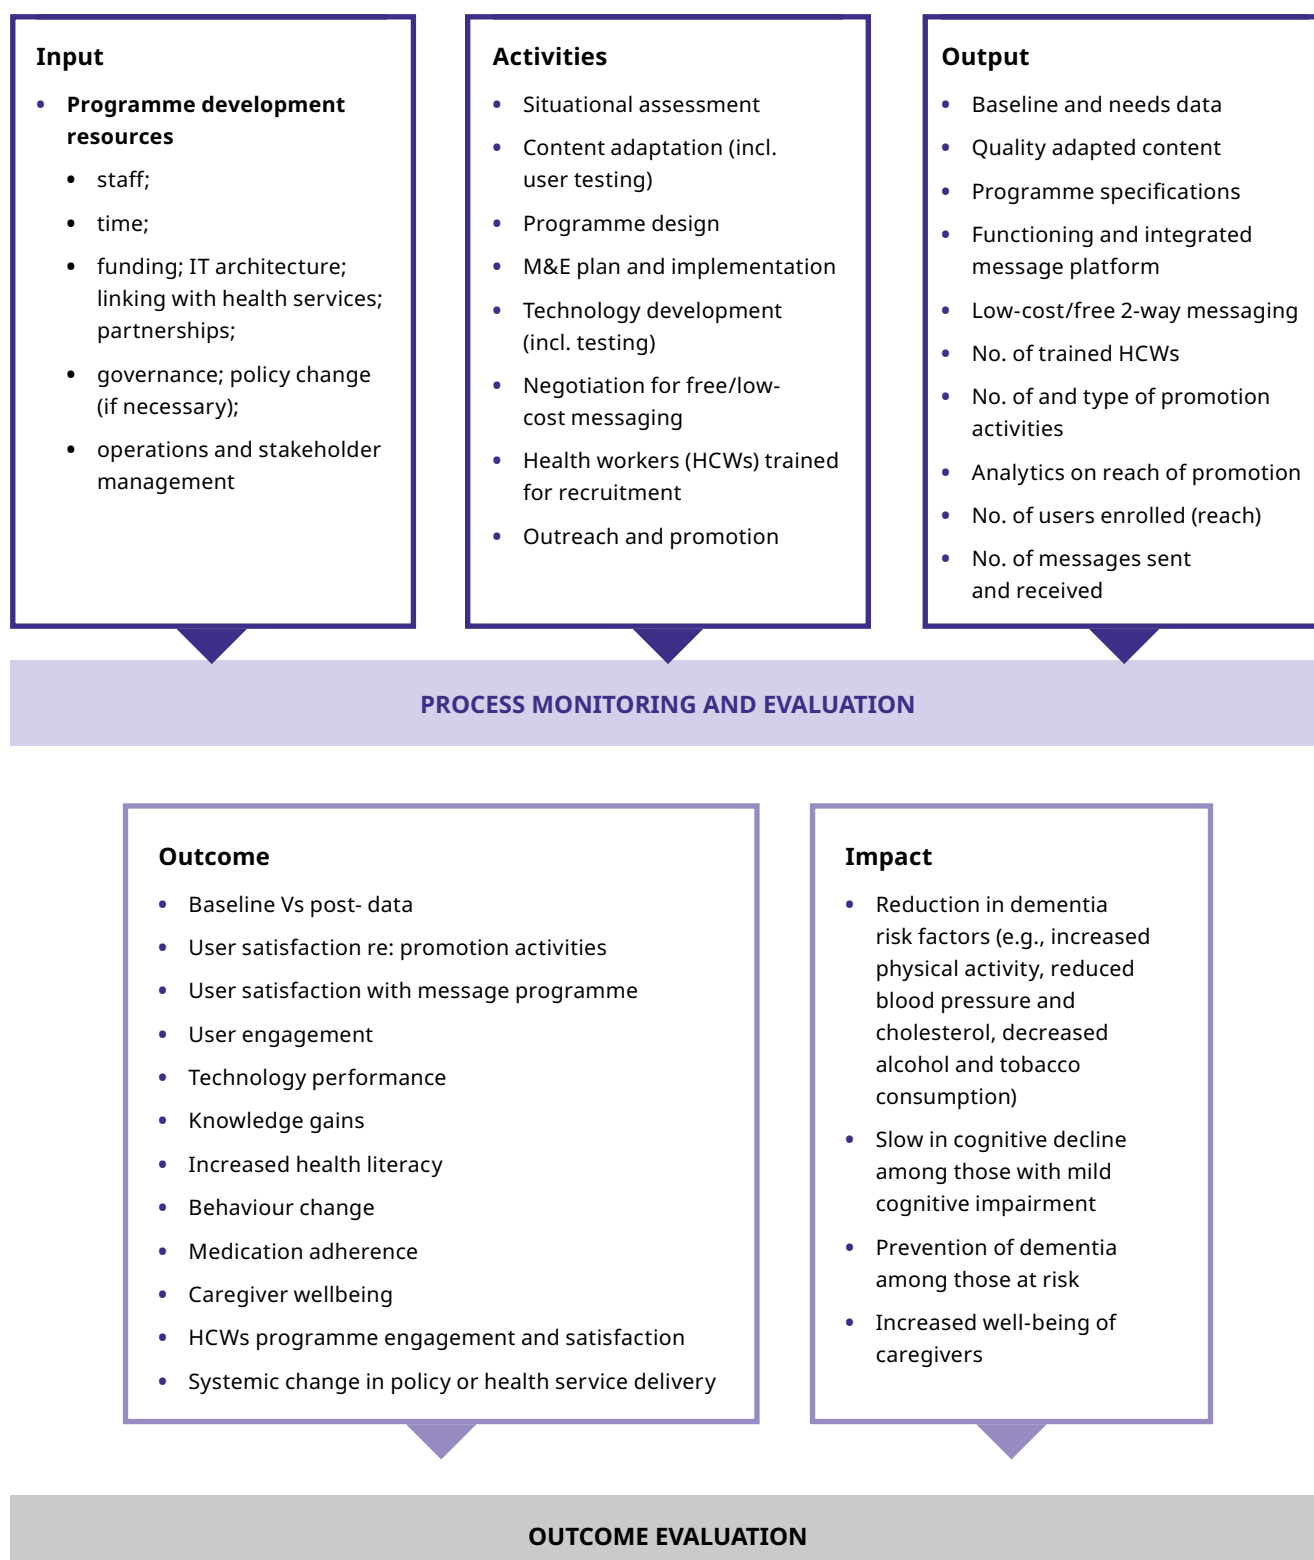 Input
• Programme development
resources
• staff;
• time;
• funding; IT architecture;
linking with health services;
partnerships;
• governance; policy change
(if necessary);
• operations and stakeholder
management
Activities
• Situational assessment
• Content adaptation (incl.
user testing)
• Programme design
• M&E plan and implementation
• Technology development
(incl. testing)
• Negotiation for free/low-
cost messaging
• Health workers (HCWs) trained
for recruitment
• Outreach and promotion
Output
• Baseline and needs data
• Quality adapted content
• Programme specifications
• Functioning and integrated
message platform
• Low-cost/free 2-way messaging
• No. of trained HCWs
• No. of and type of promotion
activities
• Analytics on reach of promotion
• No. of users enrolled (reach)
• No. of messages sent
and received
PROCESS MONITORING AND EVALUATION
Outcome
• Baseline Vs post- data
• User satisfaction re: promotion activities
• User satisfaction with message programme
• User engagement
• Technology performance
• Knowledge gains
• Increased health literacy
• Behaviour change
• Medication adherence
• Caregiver wellbeing
• HCWs programme engagement and satisfaction
• Systemic change in policy or health service delivery
Impact
• Reduction in dementia
risk factors (e.g., increased
physical activity, reduced
blood pressure and
cholesterol, decreased
alcohol and tobacco
consumption)
• Slow in cognitive decline
among those with mild
cognitive impairment
• Prevention of dementia
among those at risk
• Increased well-being of
caregivers
OUTCOME EVALUATION